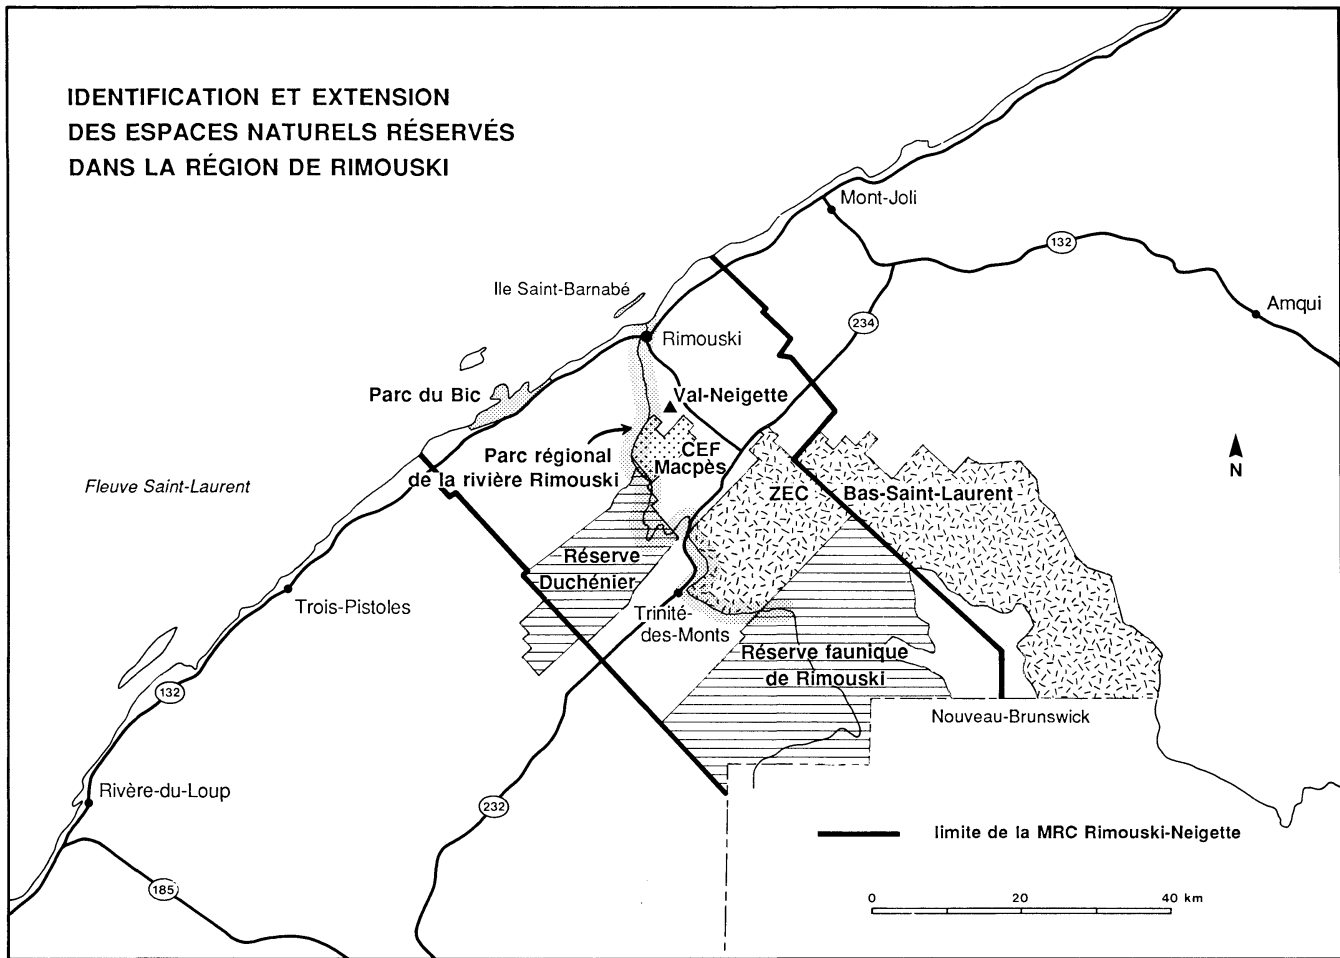 IDENTIFICATION ET EXTENSION
DES ESPACES NATURELS RÉSERVÉS
DANS LA RÉGION DE RIMOUSKI
Mont-Joli
132
Ile Saint-Barnabé
Amqui
234
Rimouski
Parc du Bic
Val-Neigette
CEF
Macpès
Parc régional
de la rivière Rimouski
N
Fleuve Saint-Laurent
ZEC
Bas-Saint-Laurent
Réserve
Duchénier
Trois-Pistoles
Trinité-
des-Monts
Réserve faunique
de Rimouski
132
Nouveau-Brunswick
Rivère-du-Loup
232
limite de la MRC Rimouski-Neigette
185
0 20 40 km